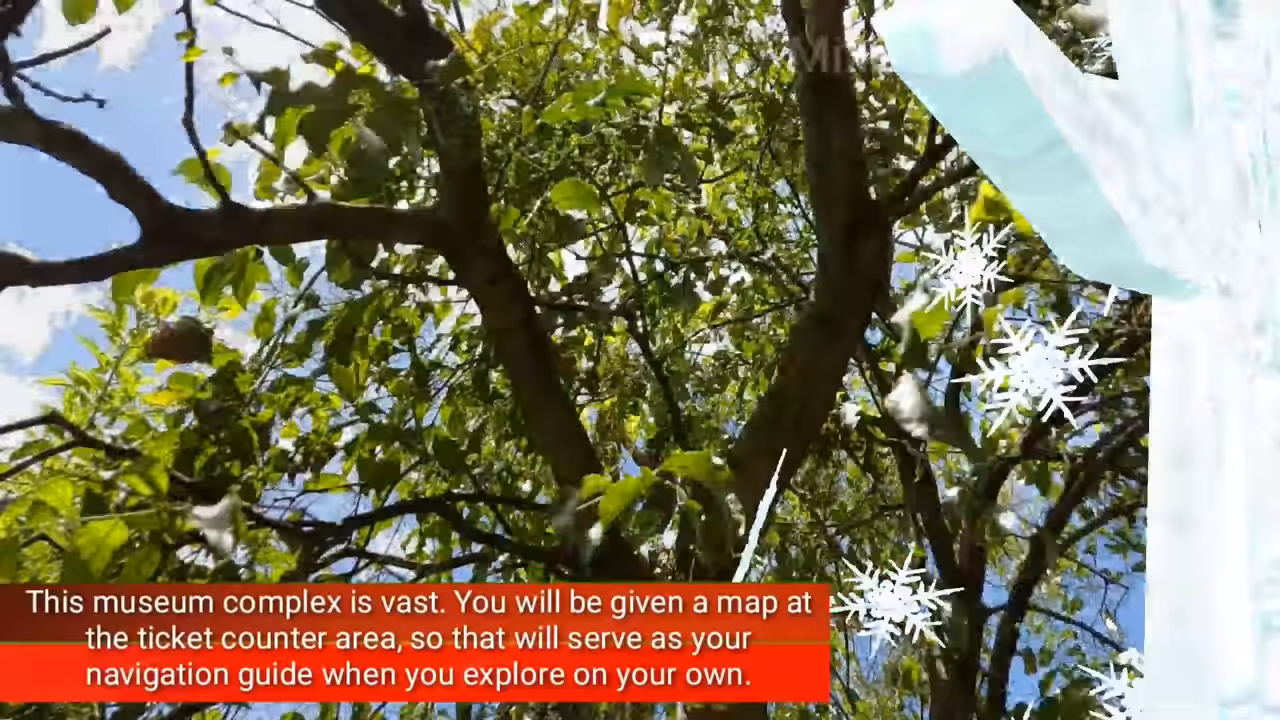 This museum complex is vast. You will be given a map at
the ticket counter area, so that will serve as your
navigation guide when you explore on your own.